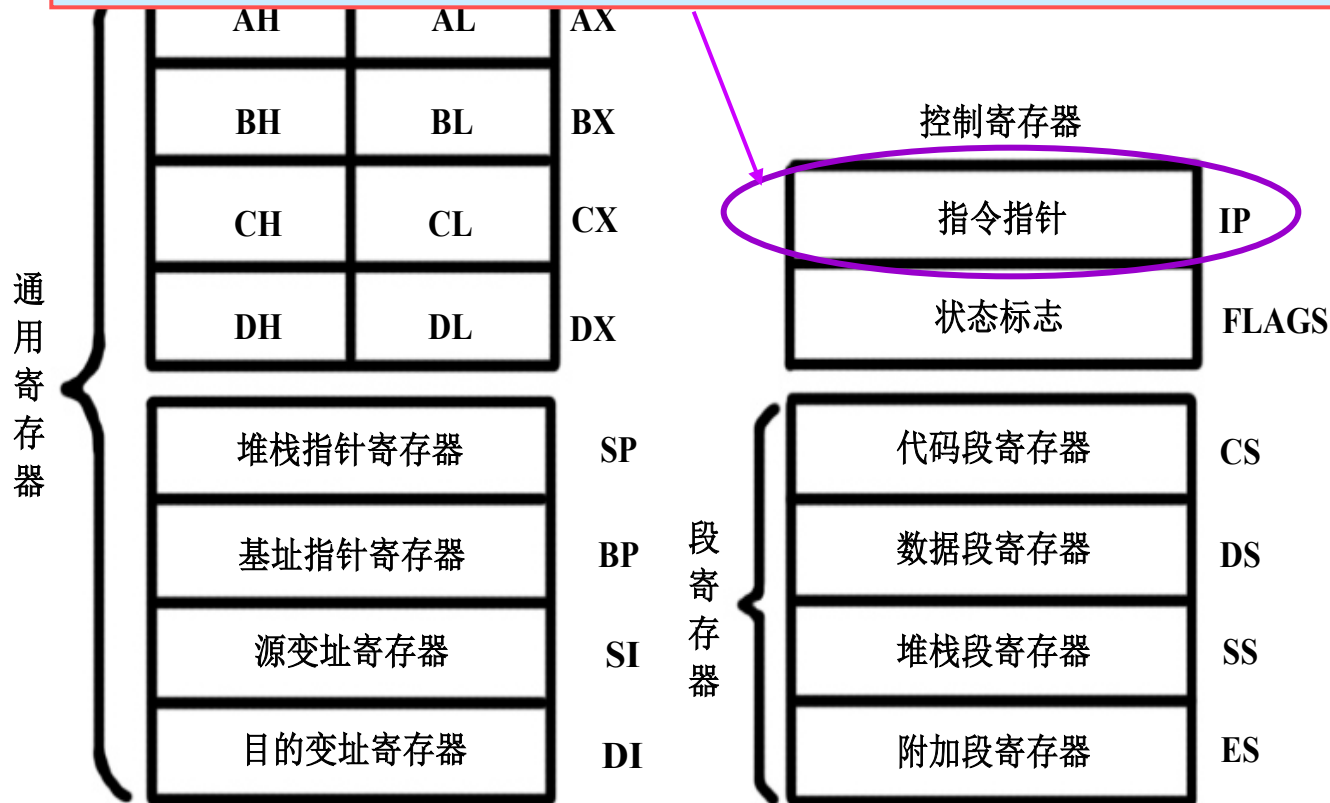 AH AL AX
BH BL BX
CH CL CX
DH DL DX
通用寄存器
堆栈指针寄存器 SP
基址指针寄存器 BP
源变址寄存器 SI
目的变址寄存器 DI
控制寄存器
指令指针 IP
状态标志 FLAGS
段寄存器
代码段寄存器 CS
数据段寄存器 DS
堆栈段寄存器 SS
附加段寄存器 ES